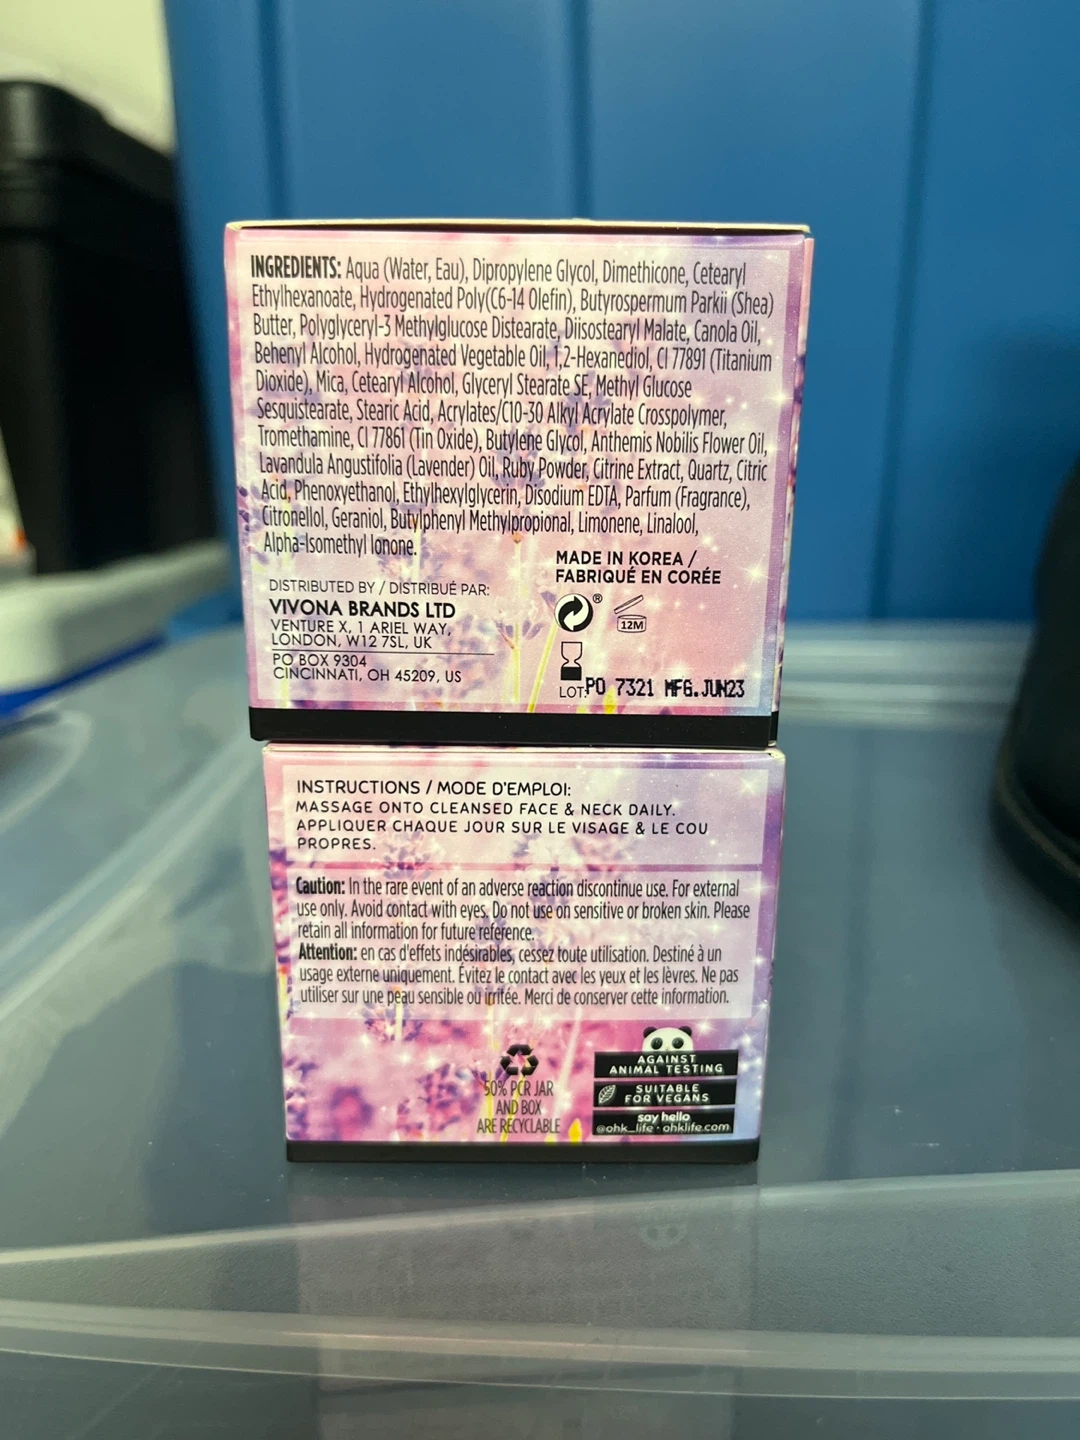 INGREDIENTS: Aqua (Water, Eau), Dipropylene Glycol, Dimethicone, Cetearyl
Ethylhexanoate, Hydrogenated Poly(C6-14 Olefin), Butyrospermum Parkii (Shea)
Butter, Polyglyceryl-3 Methylglucose Distearate, Diisostearyl Malate, Canola Oil,
Behenyl Alcohol, Hydrogenated Vegetable Oil, 1,2-Hexanediol, CI 77891 (Titanium
Dioxide), Mica, Cetearyl Alcohol, Glyceryl Stearate SE, Methyl Glucose
Sesquistearate, Stearic Acid, Acrylates/C10-30 Alkyl Acrylate Crosspolymer,
Tromethamine, CI 77861 (Tin Oxide), Butylene Glycol, Anthemis Nobilis Flower Oil,
Lavandula Angustifolia (Lavender) Oil, Ruby Powder, Citrine Extract, Quartz, Citric
Acid, Phenoxyethanol, Ethylhexylglycerin, Disodium EDTA, Parfum (Fragrance),
Citronellol, Geraniol, Butylphenyl Methylpropional, Limonene, Linalool,
Alpha-Isomethyl Ionone.
MADE IN KOREA /
FABRIQUÉ EN CORÉE
DISTRIBUTED BY / DISTRIBUÉ PAR:
VIVONA BRANDS LTD
VENTURE X, 1 ARIEL WAY,
LONDON, W12 7SL, UK
PO BOX 9304
CINCINNATI, OH 45209, US
®
12M
LOT: PO 7321 MFG.JUN23
INSTRUCTIONS / MODE D'EMPLOI:
MASSAGE ONTO CLEANSED FACE & NECK DAILY.
APPLIQUER CHAQUE JOUR SUR LE VISAGE & LE COU
PROPRES.
Caution: In the rare event of an adverse reaction discontinue use. For external
use only. Avoid contact with eyes. Do not use on sensitive or broken skin. Please
retain all information for future reference.
Attention: en cas d'effets indésirables, cessez toute utilisation. Destiné à un
usage externe uniquement. Évitez le contact avec les yeux et les lèvres. Ne pas
utiliser sur une peau sensible ou irritée. Merci de conserver cette information.
50% PCR JAR
AND BOX
ARE RECYCLABLE
AGAINST
ANIMAL TESTING
SUITABLE
FOR VEGANS
say hello
@ohk_life • ohklife.com